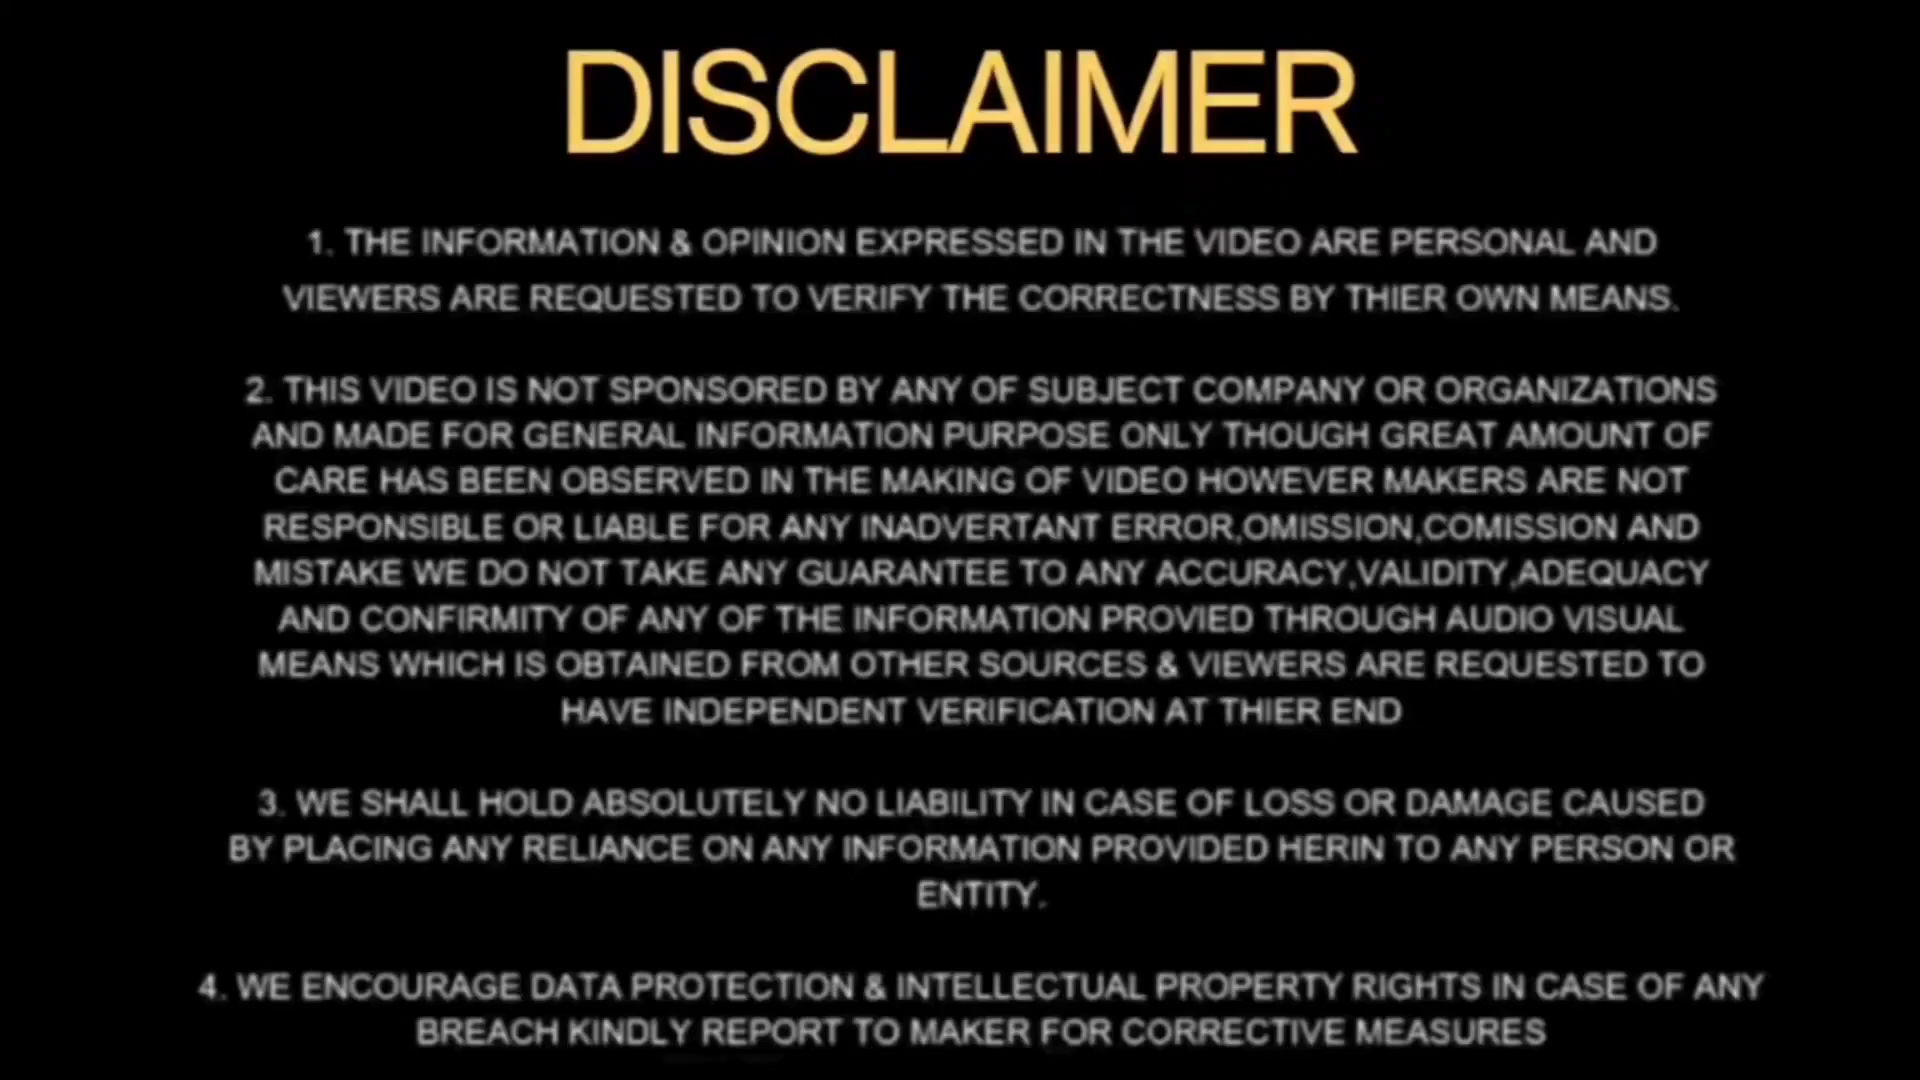 DISCLAIMER
1. THE INFORMATION & OPINION EXPRESSED IN THE VIDEO ARE PERSONAL AND
VIEWERS ARE REQUESTED TO VERIFY THE CORRECTNESS BY THIER OWN MEANS.
2. THIS VIDEO IS NOT SPONSORED BY ANY OF SUBJECT COMPANY OR ORGANIZATIONS
AND MADE FOR GENERAL INFORMATION PURPOSE ONLY THOUGH GREAT AMOUNT OF
CARE HAS BEEN OBSERVED IN THE MAKING OF VIDEO HOWEVER MAKERS ARE NOT
RESPONSIBLE OR LIABLE FOR ANY INADVERTANT ERROR,OMISSION,COMISSION AND
MISTAKE WE DO NOT TAKE ANY GUARANTEE TO ANY ACCURACY,VALIDITY,ADEQUACY
AND CONFIRMITY OF ANY OF THE INFORMATION PROVIED THROUGH AUDIO VISUAL
MEANS WHICH IS OBTAINED FROM OTHER SOURCES & VIEWERS ARE REQUESTED TO
HAVE INDEPENDENT VERIFICATION AT THIER END
3. WE SHALL HOLD ABSOLUTELY NO LIABILITY IN CASE OF LOSS OR DAMAGE CAUSED
BY PLACING ANY RELIANCE ON ANY INFORMATION PROVIDED HERIN TO ANY PERSON OR
ENTITY.
4. WE ENCOURAGE DATA PROTECTION & INTELLECTUAL PROPERTY RIGHTS IN CASE OF ANY
BREACH KINDLY REPORT TO MAKER FOR CORRECTIVE MEASURES